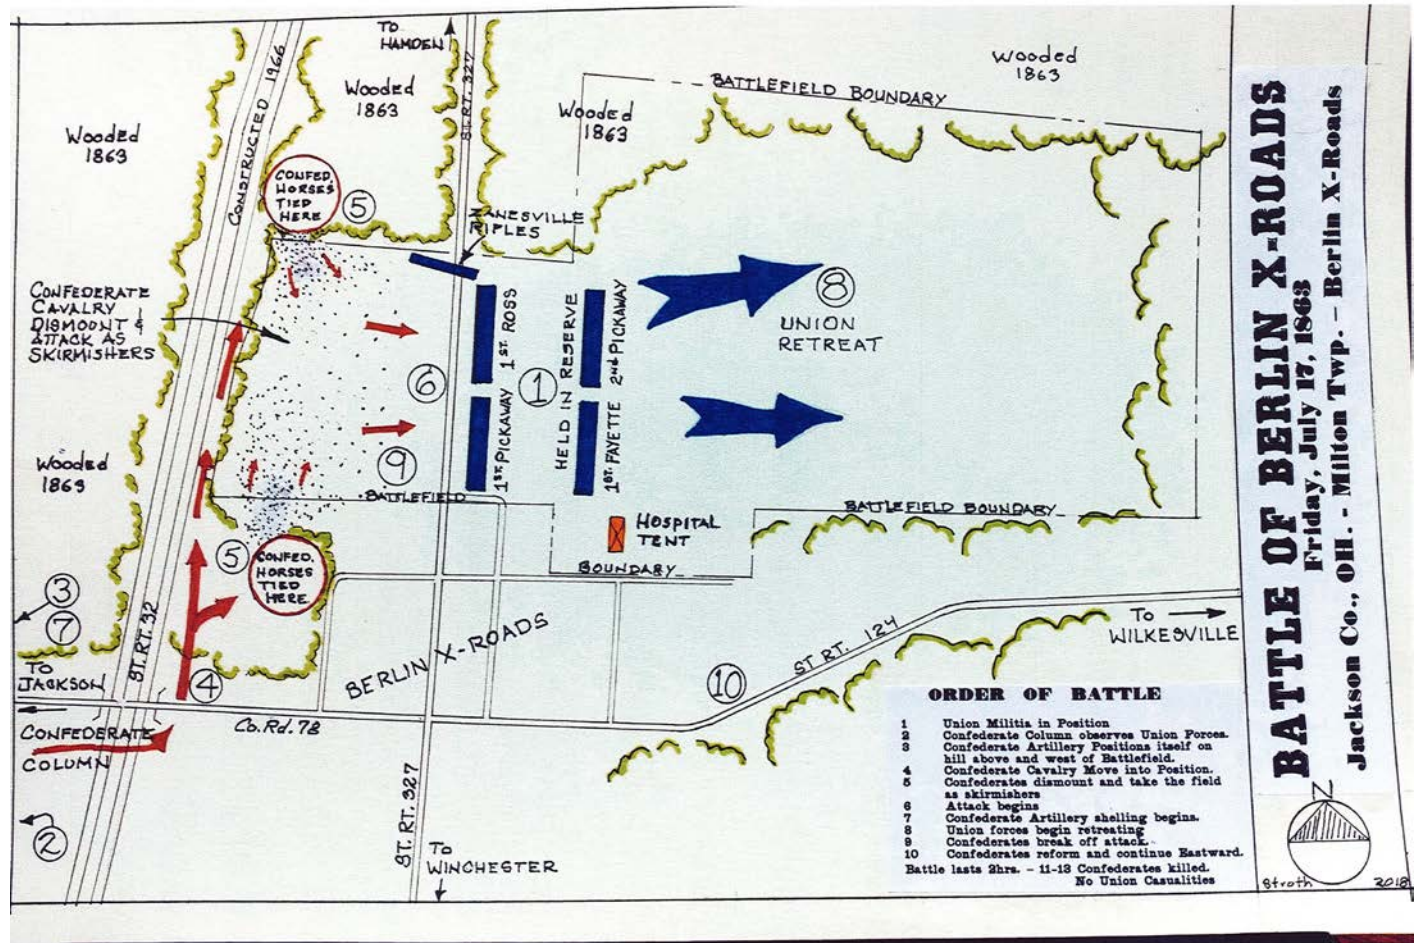 TO
HAMDEN
ST. RT. 327
CONSTRUCTED 1966
Wooded
1863
Wooded
1863
Wooded
1863
Wooded
1863
BATTLEFIELD BOUNDARY
CONFED.
HORSES
TIED
HERE
5
ZANESVILLE
RIFLES
CONFEDERATE
CAVALRY
DISMOUNT &
ATTACK AS
SKIRMISHERS
1ST. ROSS
HELD IN RESERVE
2nd PICKAWAY
8
UNION
RETREAT
6
1
1st PICKAWAY
1ST. FAYETTE
9
Wooded
1863
BATTLEFIELD
BATTLEFIELD BOUNDARY
HOSPITAL
TENT
BOUNDARY
5
CONFED.
HORSES
TIED
HERE
3
7
ST. RT. 32
TO
JACKSON
4
BERLIN X-ROADS
ST RT. 124
TO
WILKESVILLE
10
Co. Rd. 78
CONFEDERATE
COLUMN
2
ST. RT. 327
TO
WINCHESTER
ORDER OF BATTLE
1 Union Militia in Position
2 Confederate Column observes Union Forces.
3 Confederate Artillery Positions itself on
hill above and west of Battlefield.
4 Confederate Cavalry Move into Position.
5 Confederates dismount and take the field
as skirmishers
6 Attack begins
7 Confederate Artillery shelling begins.
8 Union forces begin retreating
9 Confederates break off attack.
10 Confederates reform and continue Eastward.
Battle lasts 2hrs. - 11-13 Confederates killed.
No Union Casualities
BATTLE OF BERLIN X-ROADS
Friday, July 17, 1863
Jackson Co., OH. - Milton Twp. - Berlin X-Roads
N
Stroth 2018